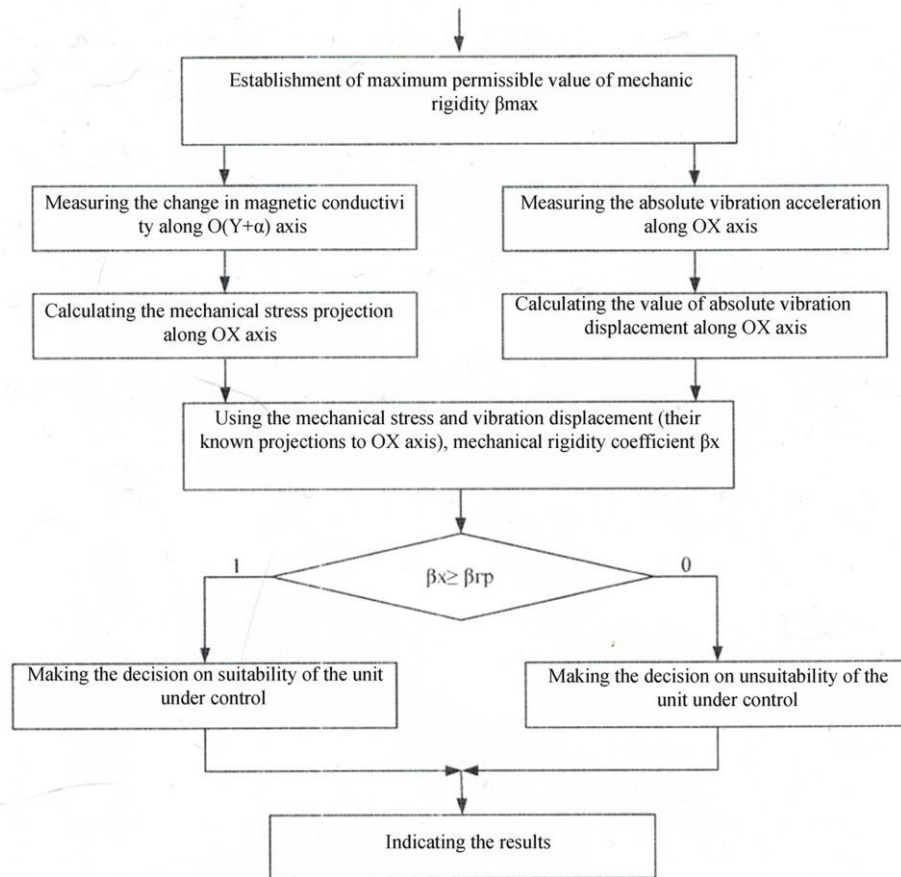 Establishment of maximum permissible value of mechanic
rigidity βmax
Measuring the change in magnetic conductivi
ty along O(Y+α) axis
Measuring the absolute vibration acceleration
along OX axis
Calculating the mechanical stress projection
along OX axis
Calculating the value of absolute vibration
displacement along OX axis
Using the mechanical stress and vibration displacement (their
known projections to OX axis), mechanical rigidity coefficient βx
1
βx≥ βгр
0
Making the decision on suitability of the unit
under control
Making the decision on unsuitability of the
unit under control
Indicating the results